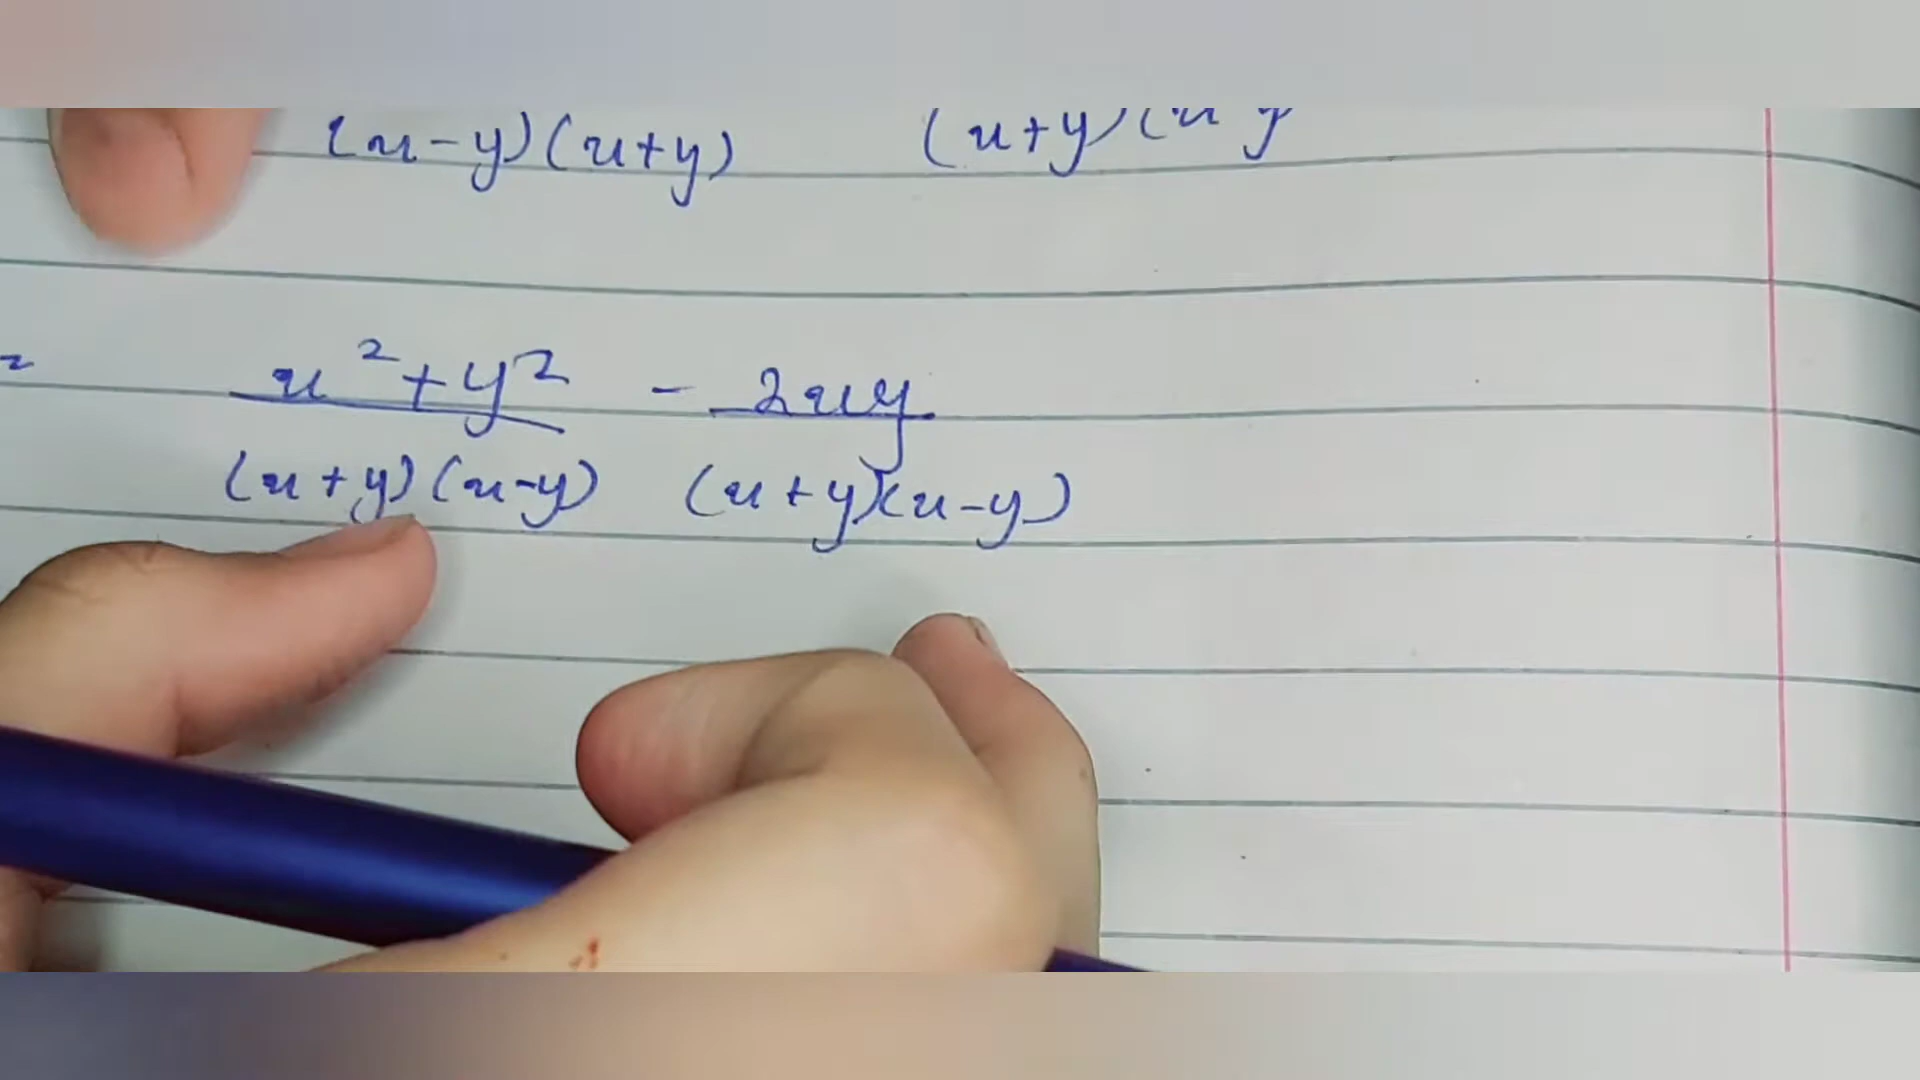 (x-y)(x+y) (x+y)(x y
= x²+y² - 2xy
(x+y)(x-y) (x+y)(x-y)